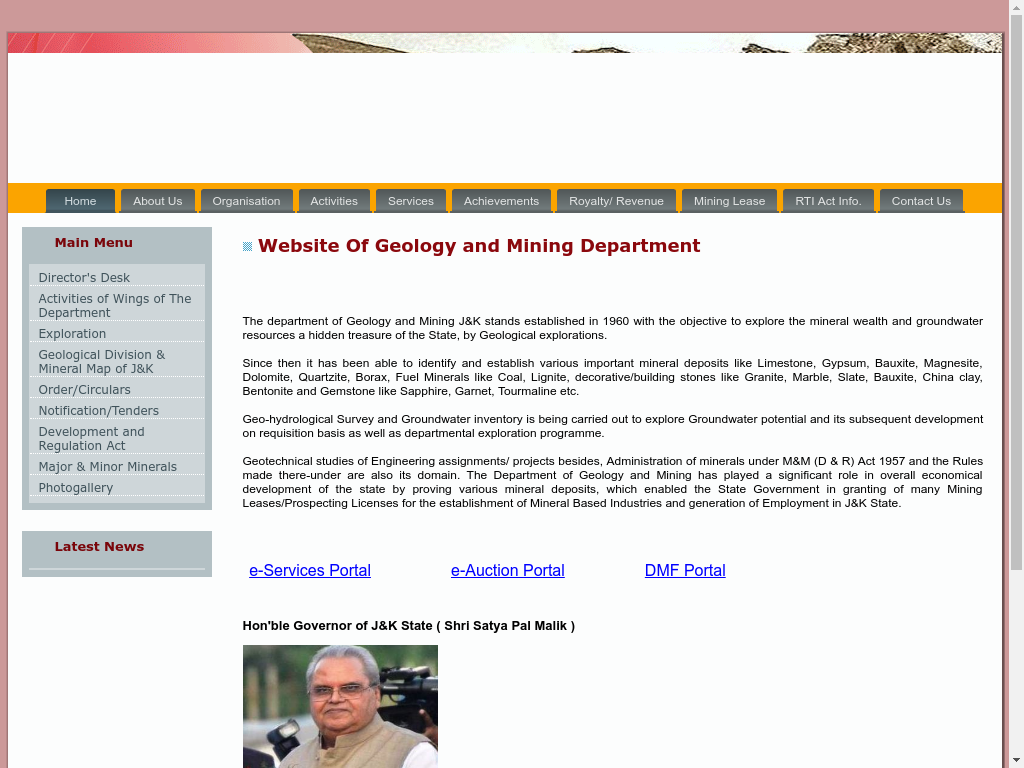 Home
About Us
Organisation
Activities
Services
Achievements
Royalty/ Revenue
Mining Lease
RTI Act Info.
Contact Us
Main Menu
Director's Desk
Activities of Wings of The
Department
Exploration
Geological Division &
Mineral Map of J&K
Order/Circulars
Notification/Tenders
Development and
Regulation Act
Major & Minor Minerals
Photogallery
Latest News
Website Of Geology and Mining Department
The department of Geology and Mining J&K stands established in 1960 with the objective to explore the mineral wealth and groundwater
resources a hidden treasure of the State, by Geological explorations.
Since then it has been able to identify and establish various important mineral deposits like Limestone, Gypsum, Bauxite, Magnesite,
Dolomite, Quartzite, Borax, Fuel Minerals like Coal, Lignite, decorative/building stones like Granite, Marble, Slate, Bauxite, China clay,
Bentonite and Gemstone like Sapphire, Garnet, Tourmaline etc.
Geo-hydrological Survey and Groundwater inventory is being carried out to explore Groundwater potential and its subsequent development
on requisition basis as well as departmental exploration programme.
Geotechnical studies of Engineering assignments/ projects besides, Administration of minerals under M&M (D & R) Act 1957 and the Rules
made there-under are also its domain. The Department of Geology and Mining has played a significant role in overall economical
development of the state by proving various mineral deposits, which enabled the State Government in granting of many Mining
Leases/Prospecting Licenses for the establishment of Mineral Based Industries and generation of Employment in J&K State.
e-Services Portal
e-Auction Portal
DMF Portal
Hon'ble Governor of J&K State ( Shri Satya Pal Malik )